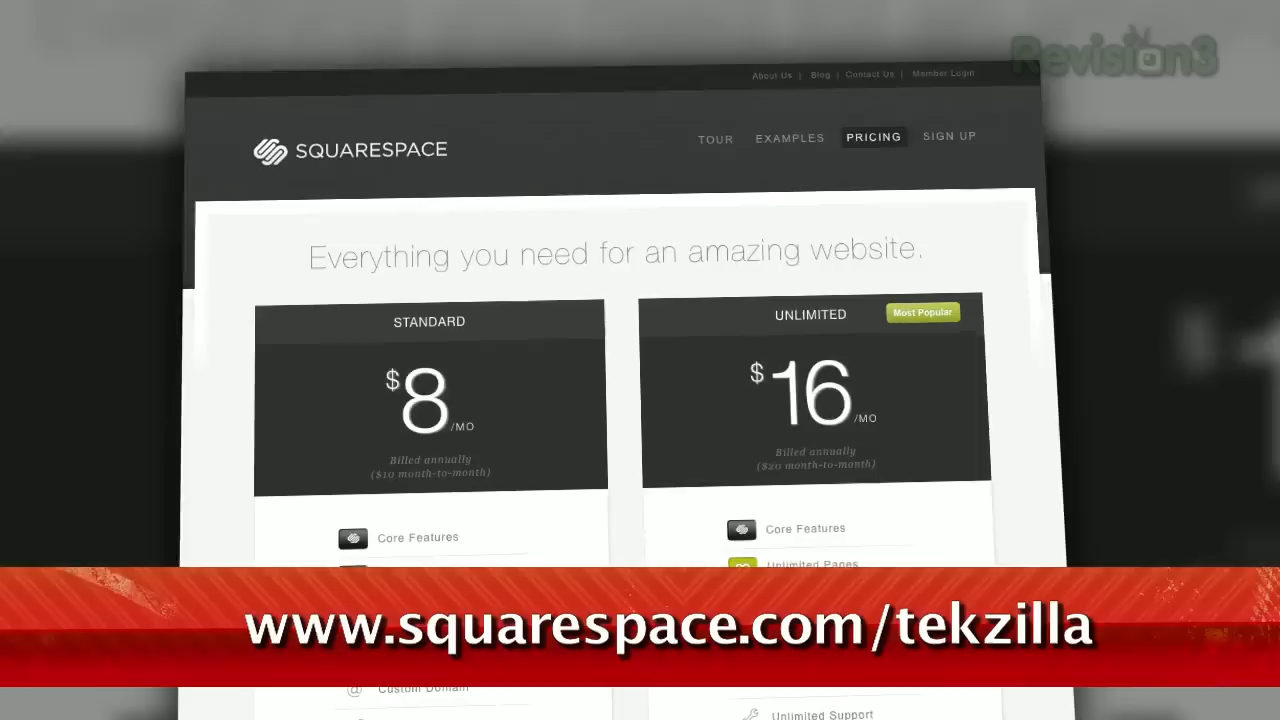 Revision3
About Us | Blog | Contact Us | Member Login
SQUARESPACE
TOUR EXAMPLES PRICING SIGN UP
Everything you need for an amazing website.
STANDARD
$8/MO
Billed annually
($10 month-to-month)
Core Features
UNLIMITED
Most Popular
$16/MO
Billed annually
($20 month-to-month)
Core Features
Unlimited Pages
www.squarespace.com/tekzilla
@ Custom Domain
Unlimited Support